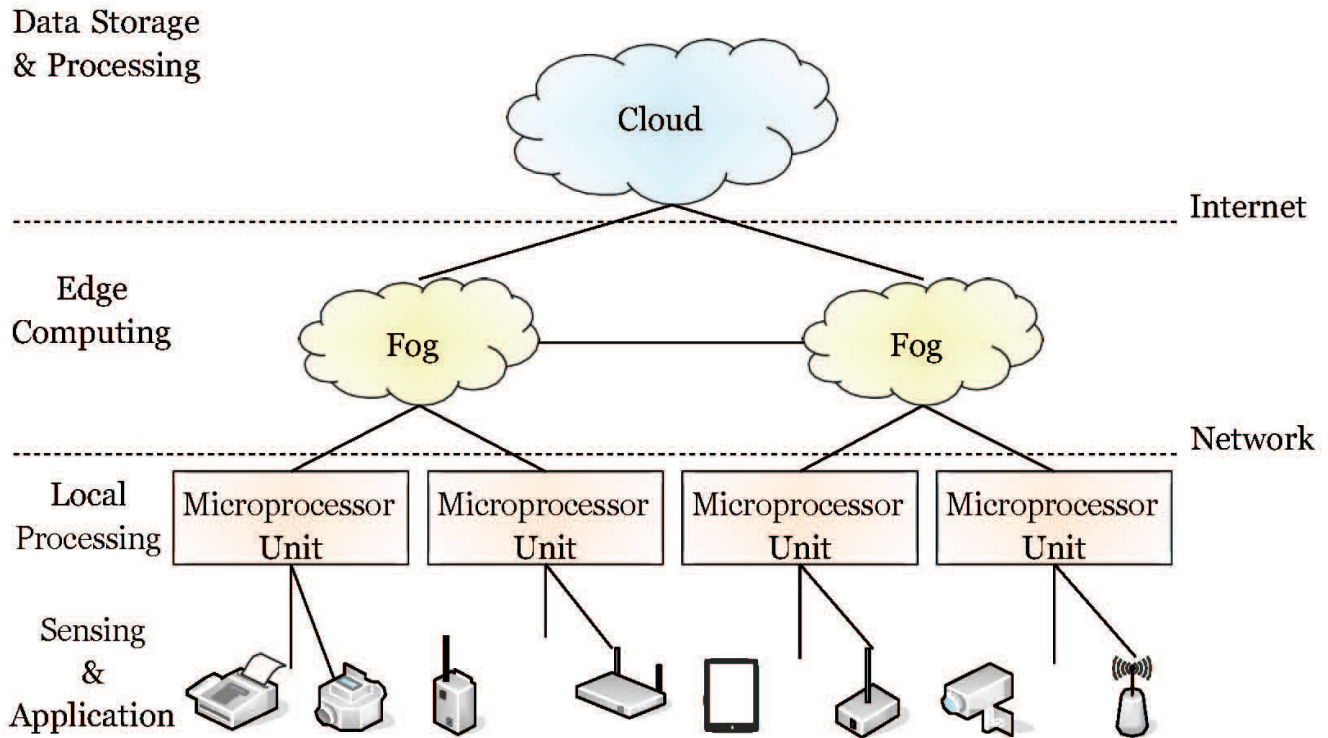 Data Storage
& Processing
Cloud
Internet
Edge
Computing
Fog
Fog
Network
Local
Processing
Microprocessor
Unit
Microprocessor
Unit
Microprocessor
Unit
Microprocessor
Unit
Sensing
&
Application